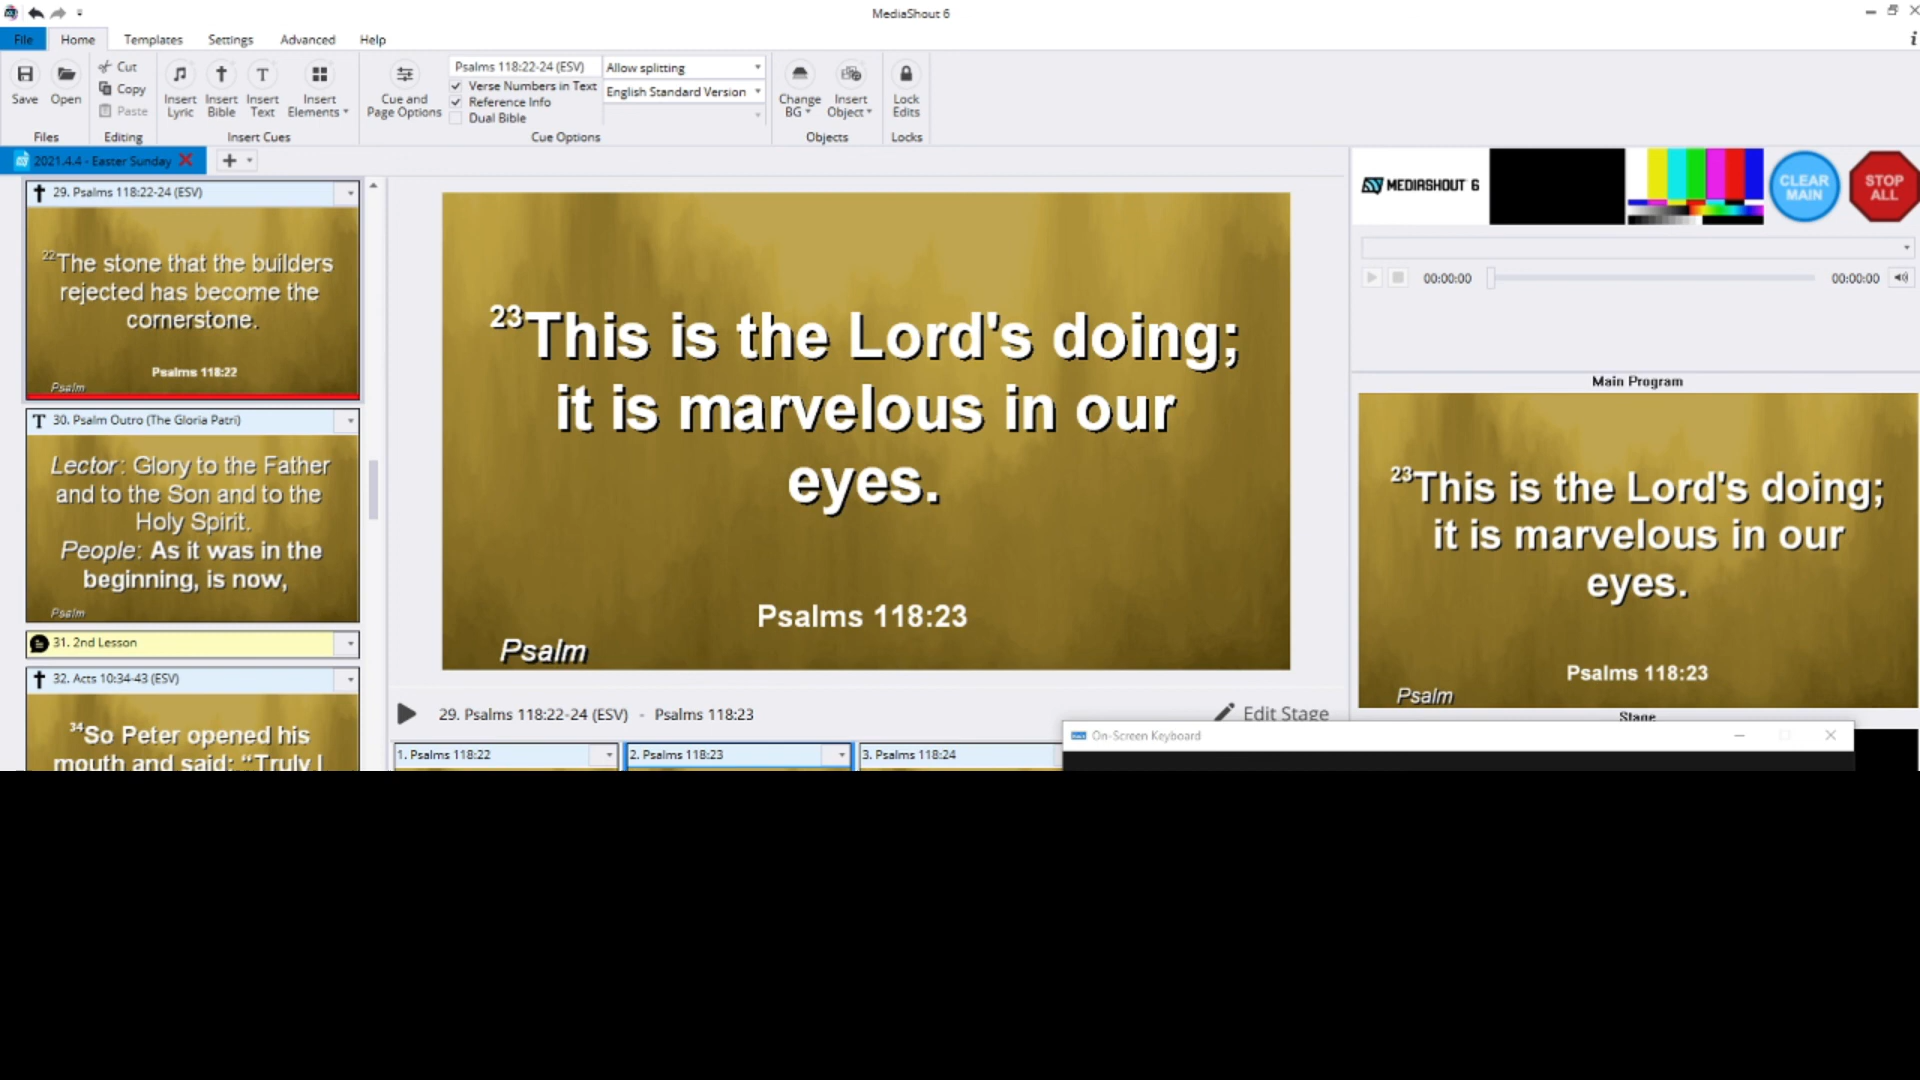 MediaShout 6
File Home Templates Settings Advanced Help
Save
Open
Cut
Copy
Paste
Insert Lyric
Insert Bible
Insert Text
Insert Elements
Cue and Page Options
Psalms 118:22-24 (ESV)
Verse Numbers in Text
Reference Info
Dual Bible
Allow splitting
English Standard Version
Change BG
Insert Object
Lock Edits
Files Editing Insert Cues Cue Options Objects Locks
2021.4.4 - Easter Sunday
29. Psalms 118:22-24 (ESV)
22The stone that the builders
rejected has become the
cornerstone.
Psalms 118:22
Psalm
30. Psalm Outro (The Gloria Patri)
Lector: Glory to the Father
and to the Son and to the
Holy Spirit.
People: As it was in the
beginning, is now,
Psalm
31. 2nd Lesson
32. Acts 10:34-43 (ESV)
34So Peter opened his
mouth and said: “Truly I
23This is the Lord's doing;
it is marvelous in our
eyes.
Psalms 118:23
Psalm
29. Psalms 118:22-24 (ESV) - Psalms 118:23
Edit Stage
1. Psalms 118:22
2. Psalms 118:23
3. Psalms 118:24
MEDIASHOUT 6
CLEAR MAIN
STOP ALL
00:00:00
00:00:00
Main Program
23This is the Lord's doing;
it is marvelous in our
eyes.
Psalms 118:23
Psalm
Stage
On-Screen Keyboard